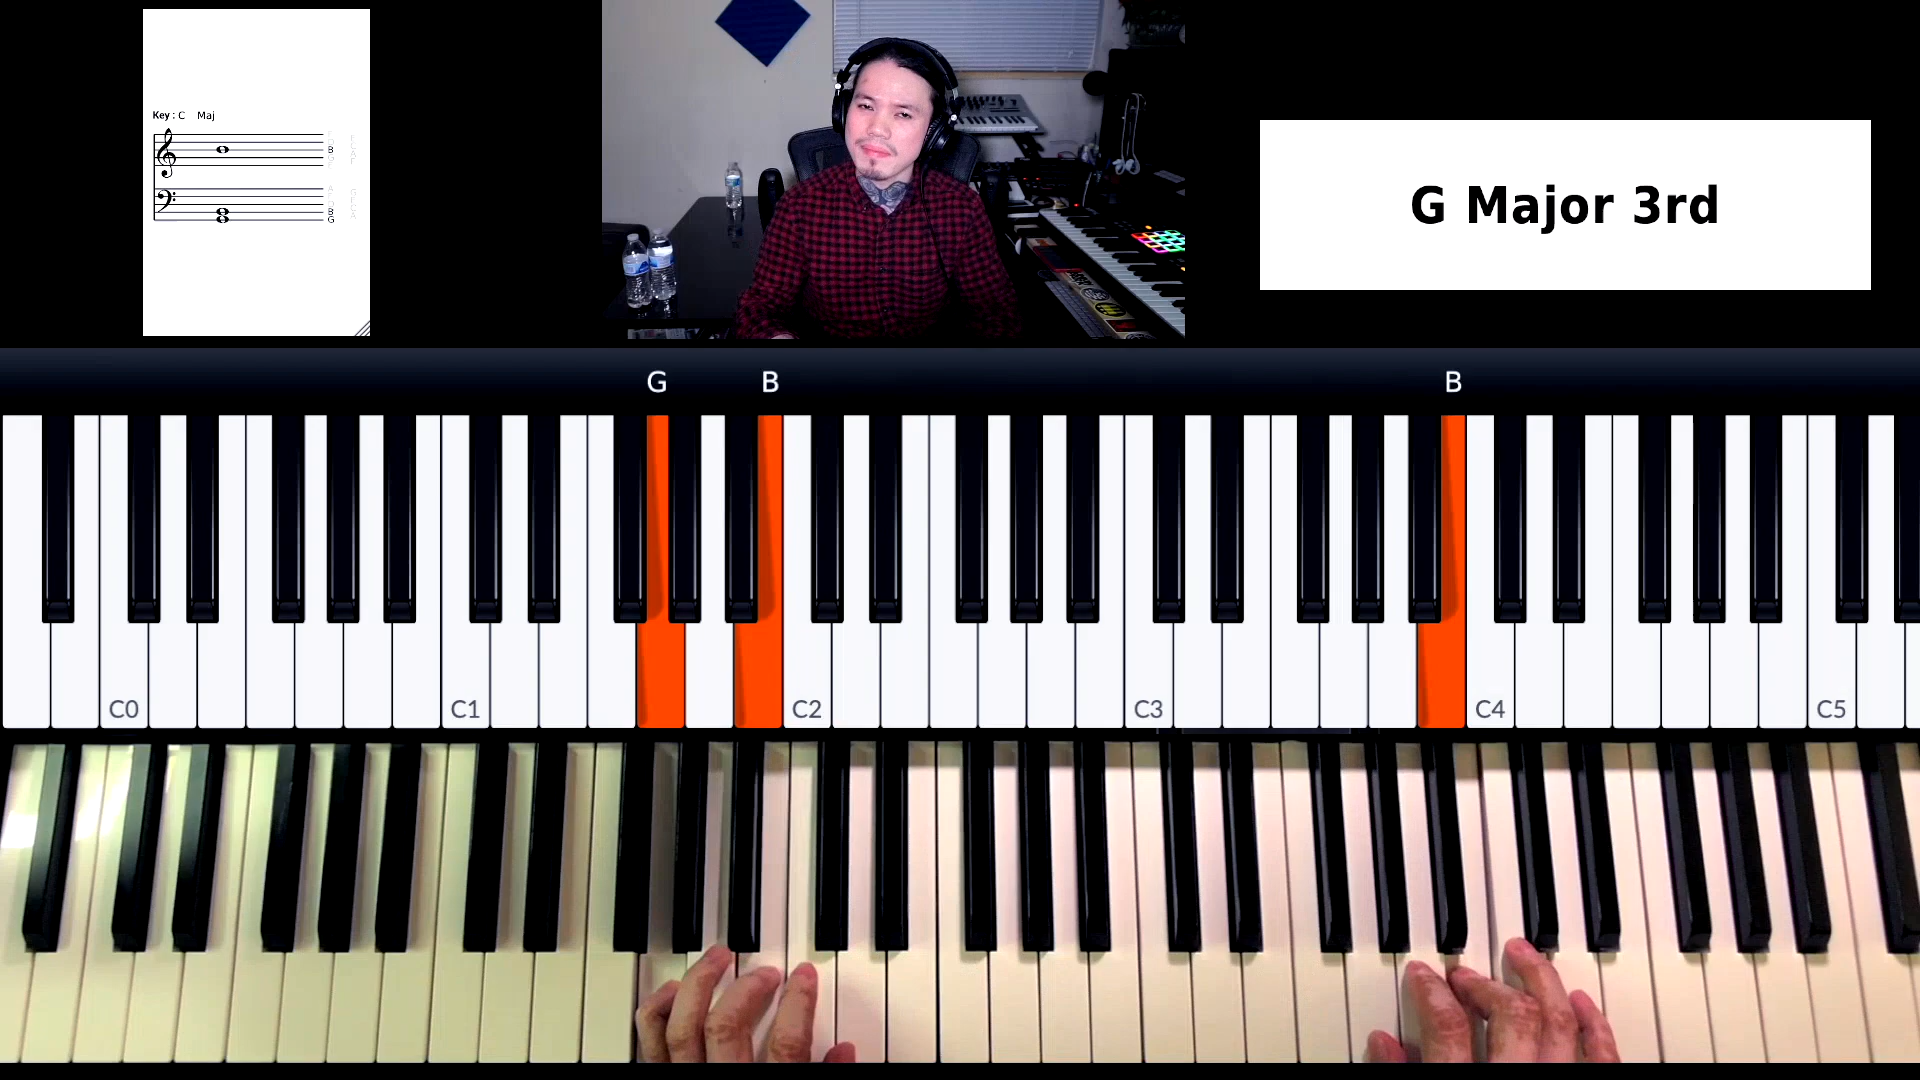 Key : C Maj
B
B
G
G Major 3rd
G B B
C0 C1 C2 C3 C4 C5